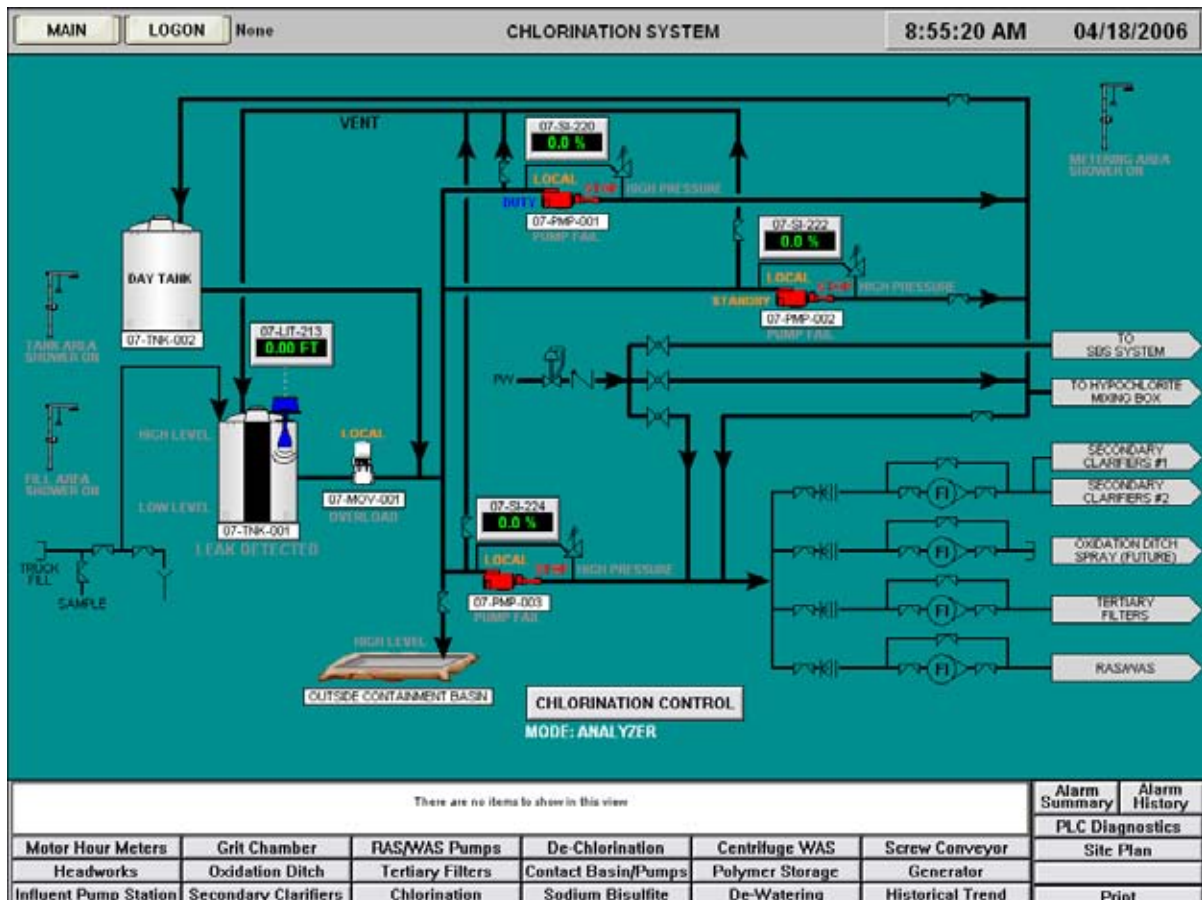 MAIN
LOGON
None
CHLORINATION SYSTEM
8:55:20 AM
04/18/2006
VENT
07-SI-220
0.0 %
LOCAL
STOP
HIGH PRESSURE
DUTY
07-PMP-001
PUMP FAIL
METERING AREA
SHOWER ON
07-SI-222
0.0 %
LOCAL
STOP
HIGH PRESSURE
STANDBY
07-PMP-002
PUMP FAIL
DAY TANK
07-TNK-002
TANK AREA
SHOWER ON
07-LIT-213
0.00 FT
PW
TO
SBS SYSTEM
TO HYPOCHLORITE
MIXING BOX
HIGH LEVEL
LOCAL
FILL AREA
SHOWER ON
LOW LEVEL
07-MOV-001
OVERLOAD
07-TNK-001
LEAK DETECTED
TRUCK
FILL
SAMPLE
07-SI-224
0.0 %
LOCAL
STOP
HIGH PRESSURE
07-PMP-003
PUMP FAIL
SECONDARY
CLARIFIERS #1
SECONDARY
CLARIFIERS #2
FI
OXIDATION DITCH
SPRAY (FUTURE)
FI
TERTIARY
FILTERS
FI
RAS/WAS
FI
HIGH LEVEL
OUTSIDE CONTAINMENT BASIN
CHLORINATION CONTROL
MODE: ANALYZER
There are no items to show in this view
Alarm
Summary
Alarm
History
PLC Diagnostics
Motor Hour Meters
Grit Chamber
RAS/WAS Pumps
De-Chlorination
Centrifuge WAS
Screw Conveyor
Site Plan
Headworks
Oxidation Ditch
Tertiary Filters
Contact Basin/Pumps
Polymer Storage
Generator
Influent Pump Station
Secondary Clarifiers
Chlorination
Sodium Bisulfite
De-Watering
Historical Trend
Print